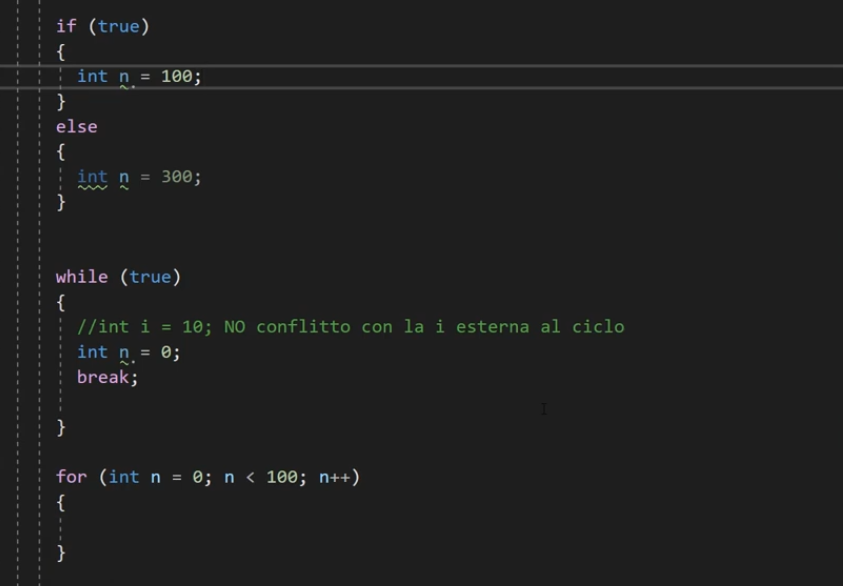 if (true)
{
int n = 100;
}
else
{
int n = 300;
}
while (true)
{
//int i = 10; NO conflitto con la i esterna al ciclo
int n = 0;
break;
}
for (int n = 0; n < 100; n++)
{
}